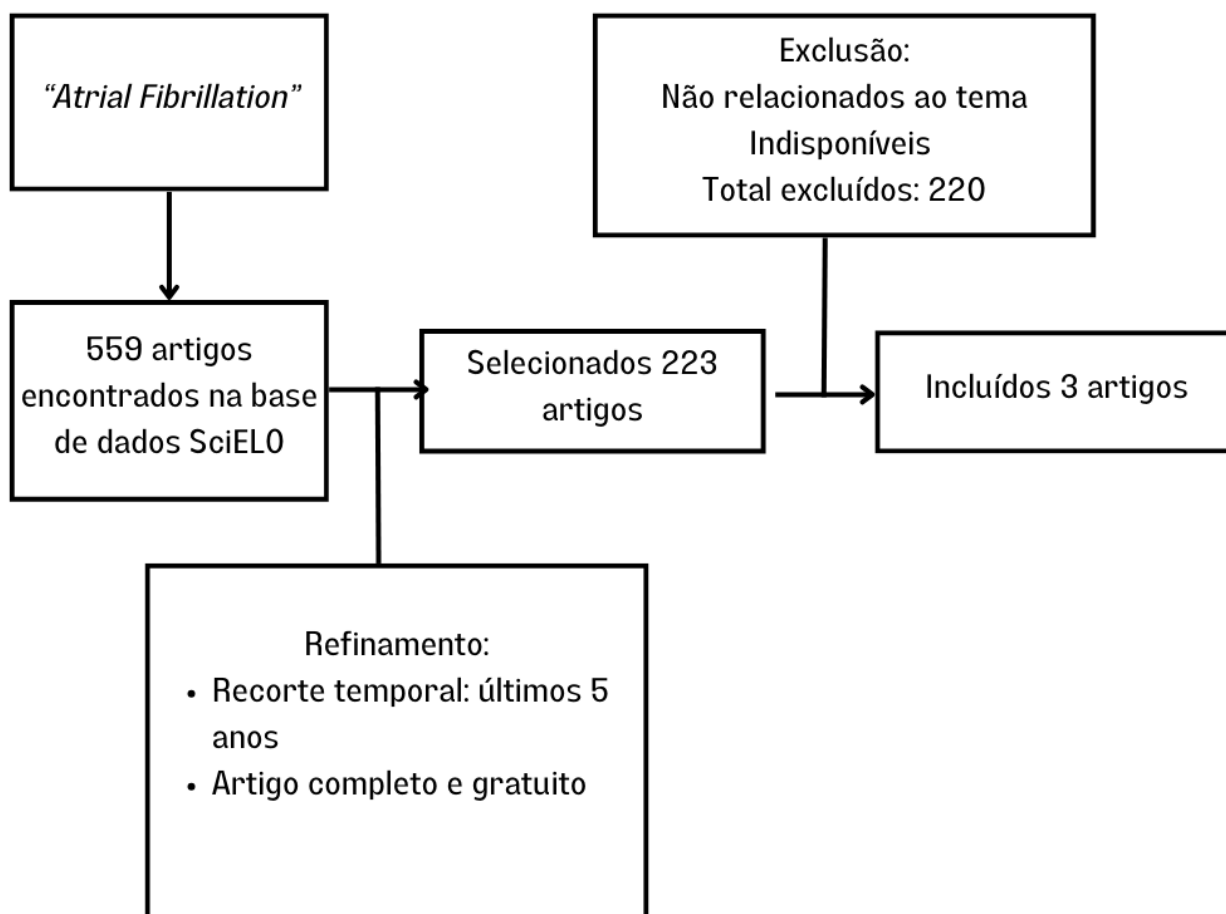 “Atrial Fibrillation”
559 artigos
encontrados na base
de dados SciELO
Refinamento:
• Recorte temporal: últimos 5
anos
• Artigo completo e gratuito
Selecionados 223
artigos
Exclusão:
Não relacionados ao tema
Indisponíveis
Total excluídos: 220
Incluídos 3 artigos